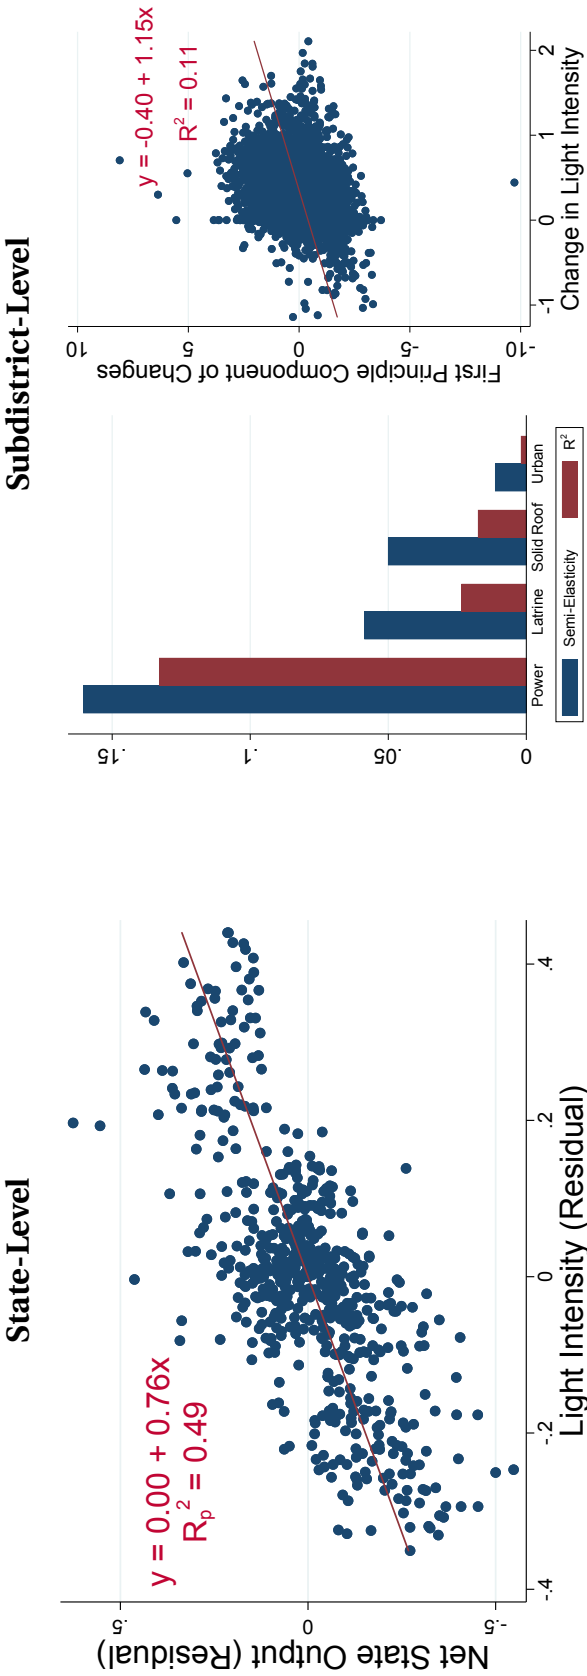 State-Level
y = 0.00 + 0.76x
Rp² = 0.49
Net State Output (Residual)
.5
0
-.5
-.4
-.2
0
.2
.4
Light Intensity (Residual)
Subdistrict-Level
.15
.1
.05
0
Power
Latrine
Solid Roof
Urban
Semi-Elasticity
R²
y = -0.40 + 1.15x
R² = 0.11
First Principle Component of Changes
10
5
0
-5
-10
-1
0
1
2
Change in Light Intensity